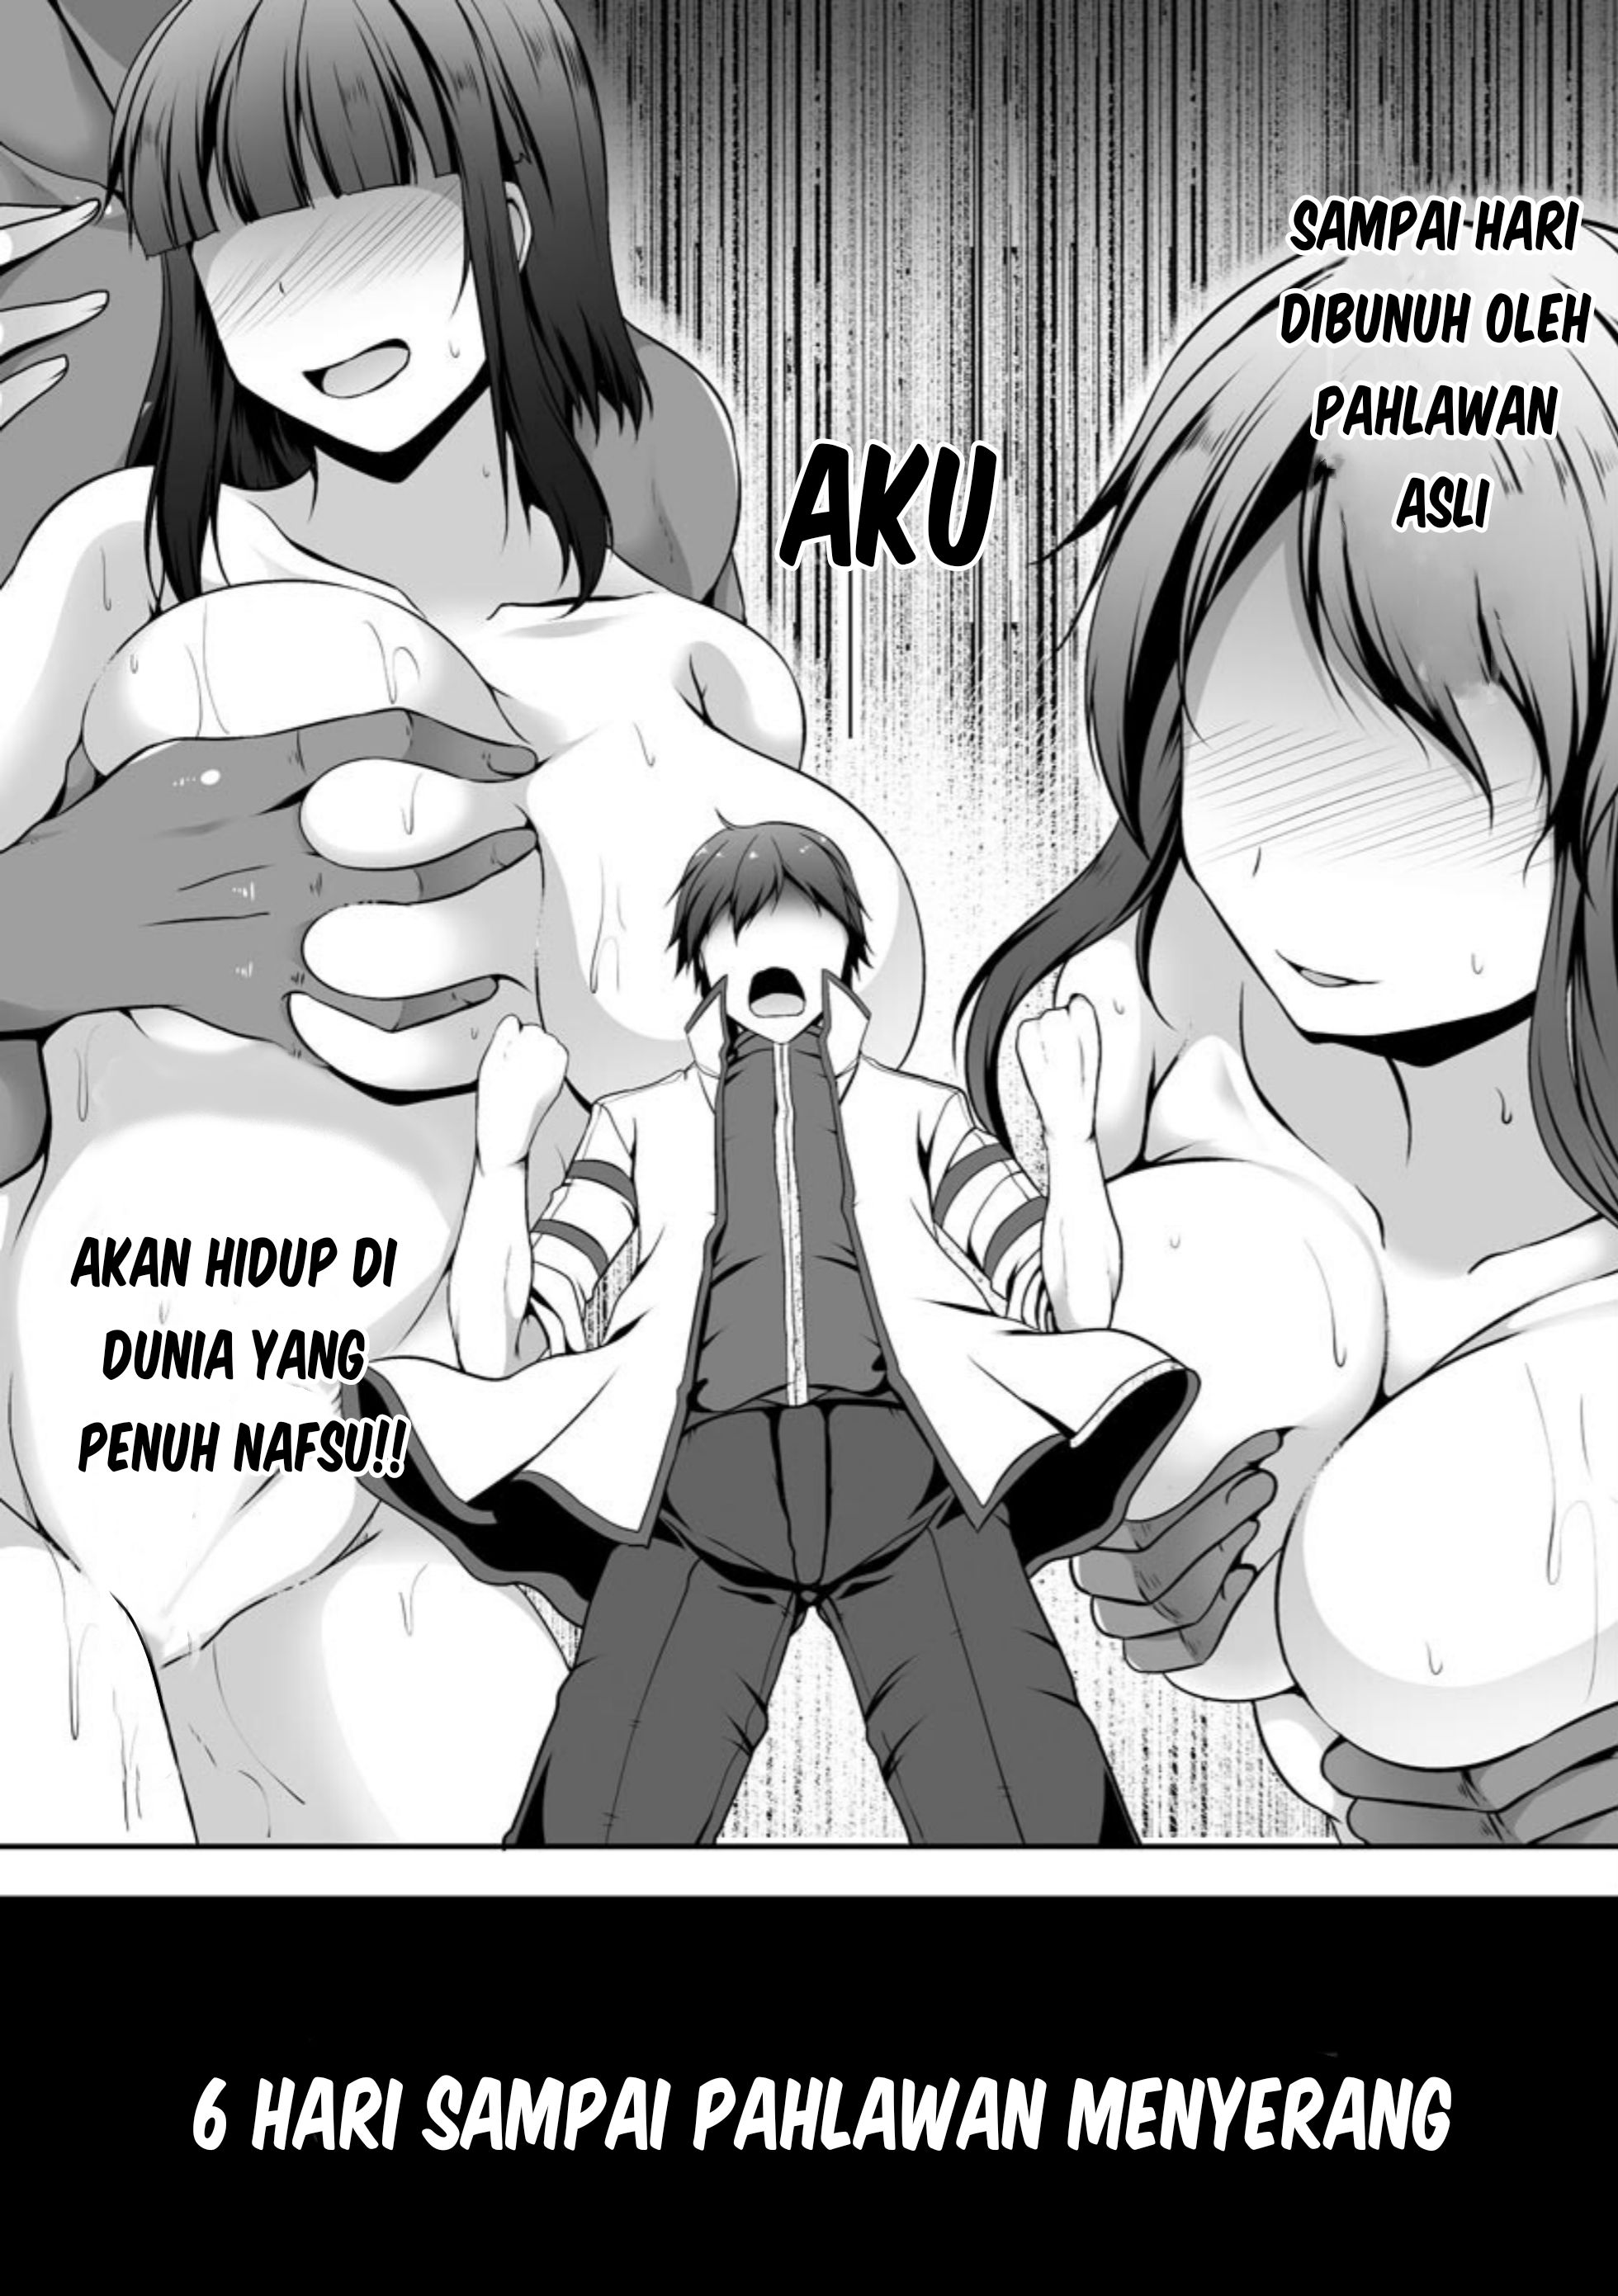 SAMPAI HARI
DIBUNUH OLEH
PAHLAWAN
ASLI
AKU
AKAN HIDUP DI
DUNIA YANG
PENUH NAFSU!!
6 HARI SAMPAI PAHLAWAN MENYERANG